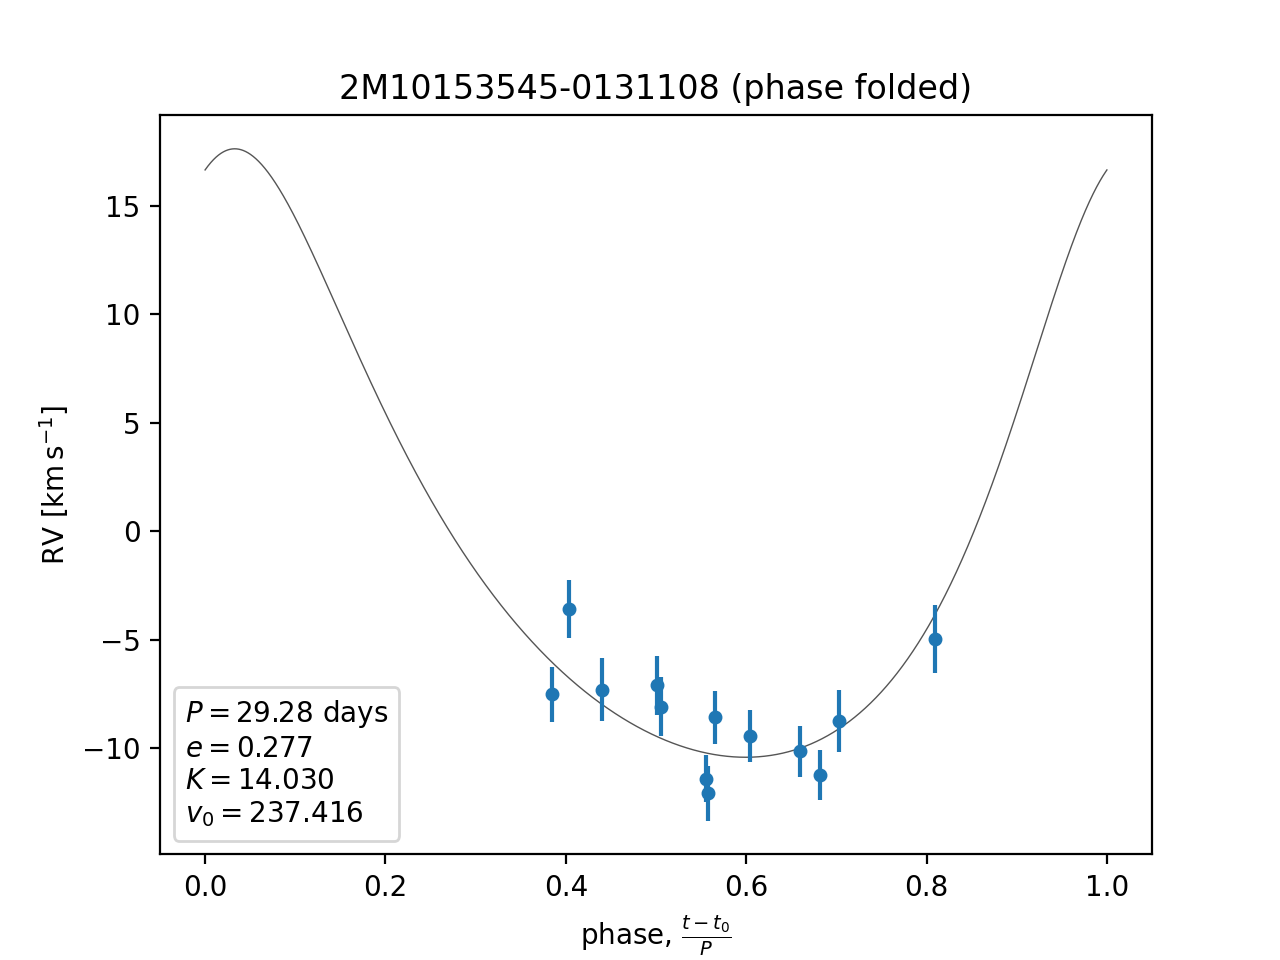 2M10153545-0131108 (phase folded)
RV [km s⁻¹]
15
10
5
0
−5
−10
P = 29.28 days
e = 0.277
K = 14.030
v₀ = 237.416
0.0 0.2 0.4 0.6 0.8 1.0
phase, (t − t₀)/P